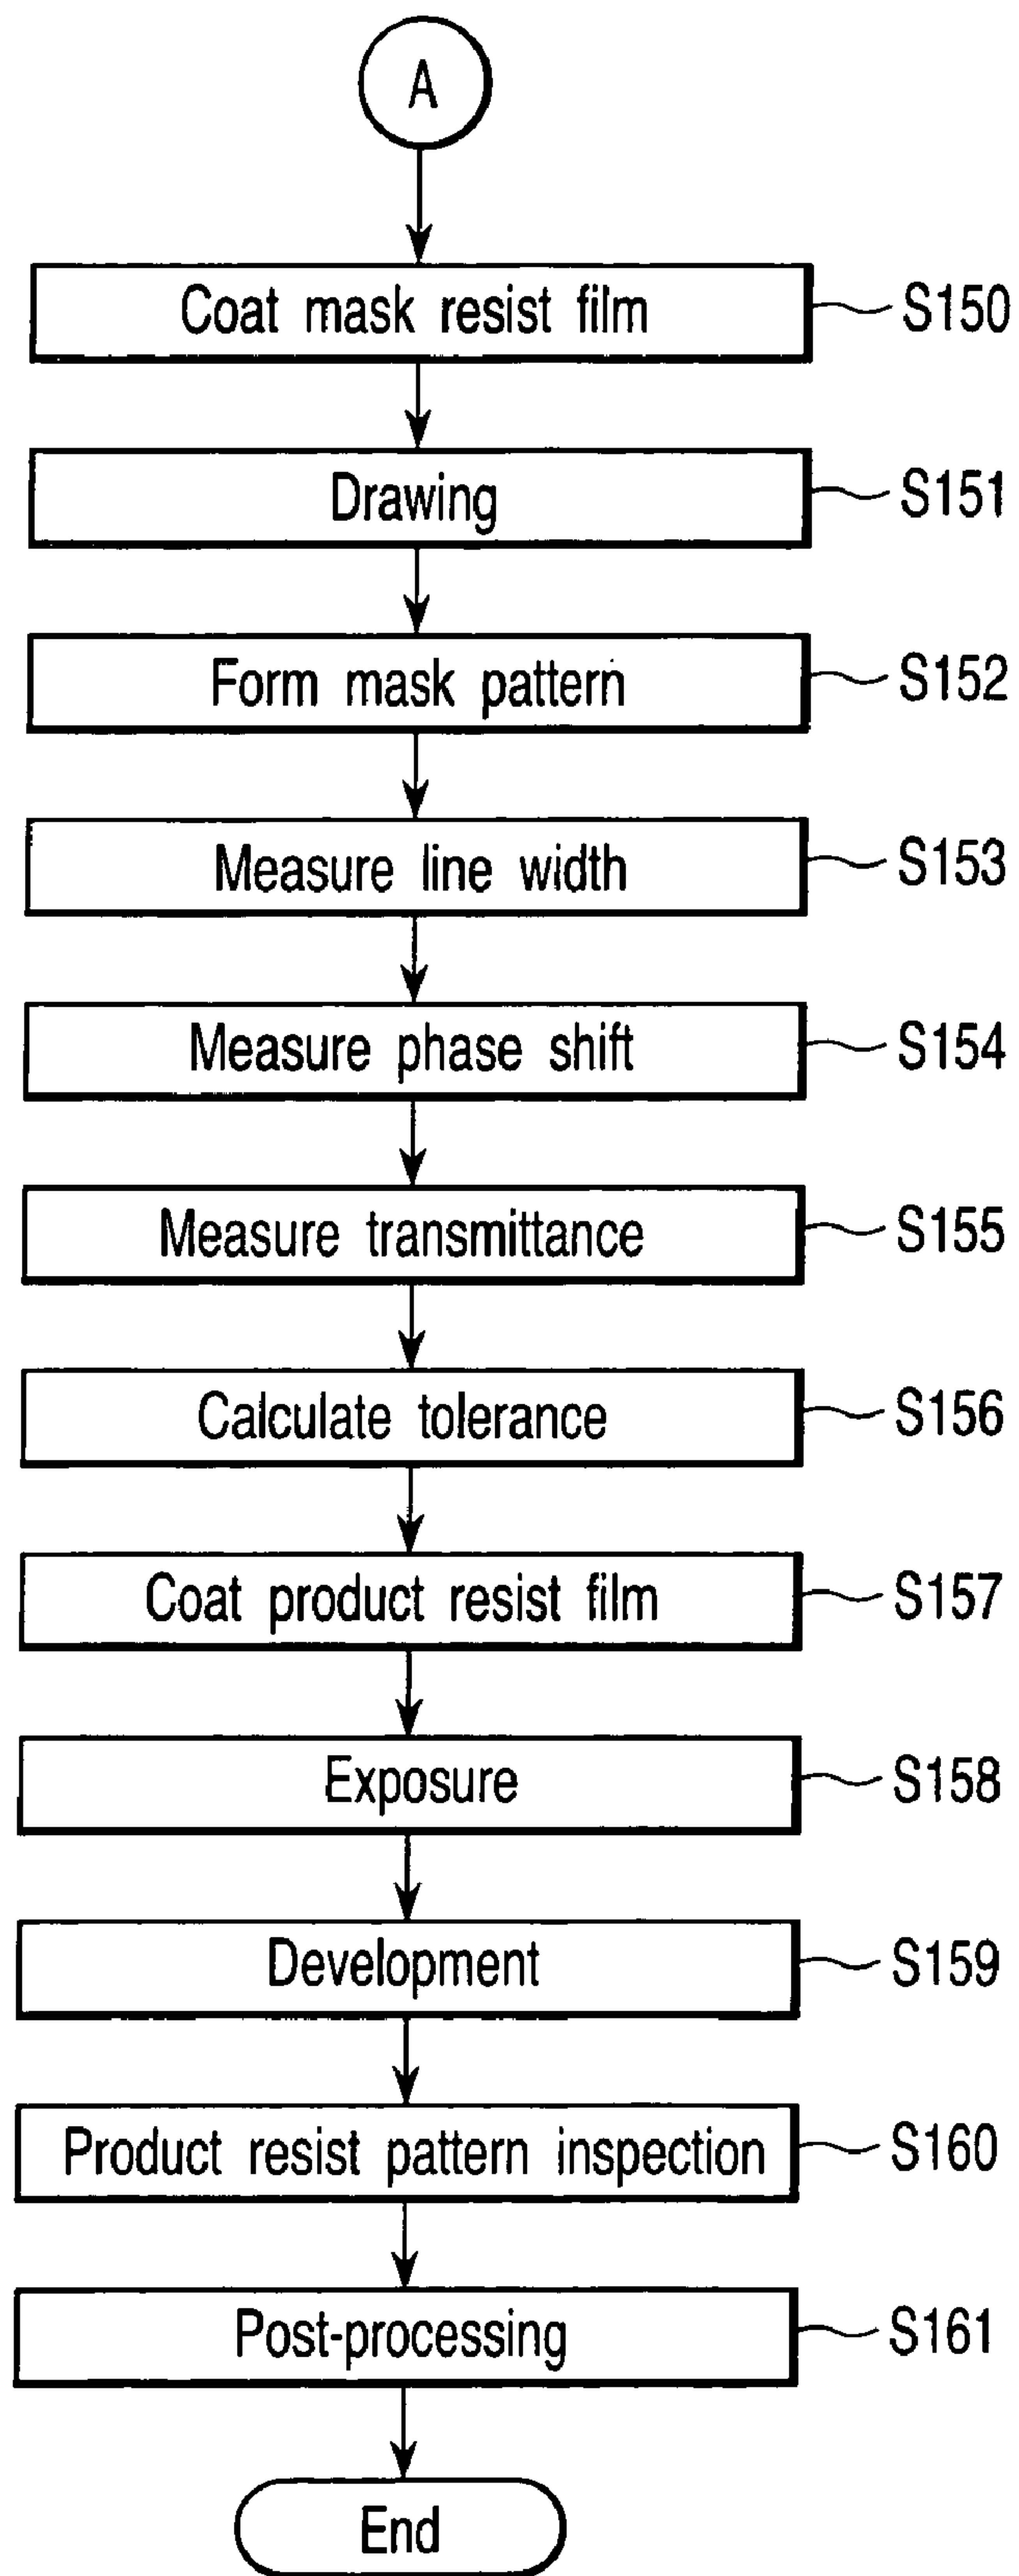 A
Coat mask resist film S150
Drawing S151
Form mask pattern S152
Measure line width S153
Measure phase shift S154
Measure transmittance S155
Calculate tolerance S156
Coat product resist film S157
Exposure S158
Development S159
Product resist pattern inspection S160
Post-processing S161
End